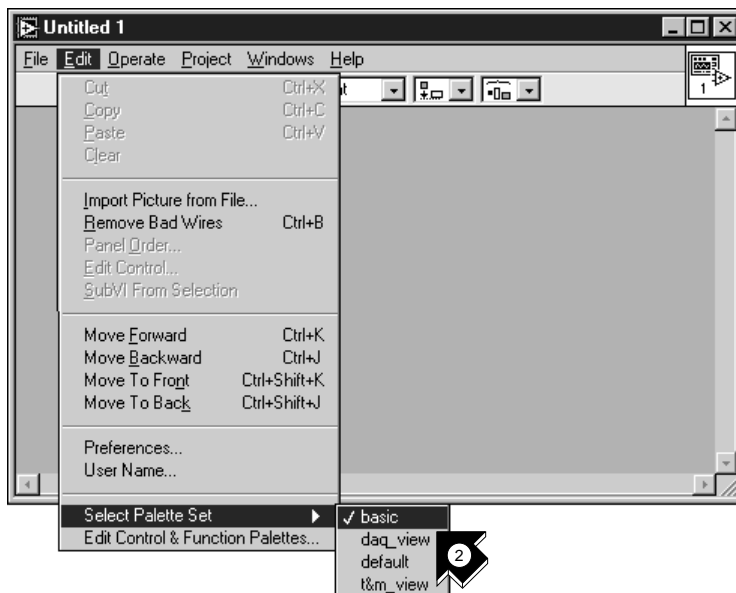 Untitled 1
File Edit Operate Project Windows Help
1
Cut Ctrl+X
Copy Ctrl+C
Paste Ctrl+V
Clear
Import Picture from File...
Remove Bad Wires Ctrl+B
Panel Order...
Edit Control...
SubVI From Selection
Move Forward Ctrl+K
Move Backward Ctrl+J
Move To Front Ctrl+Shift+K
Move To Back Ctrl+Shift+J
Preferences...
User Name...
Select Palette Set
Edit Control & Function Palettes...
✓ basic
daq_view
default
t&m_view
2